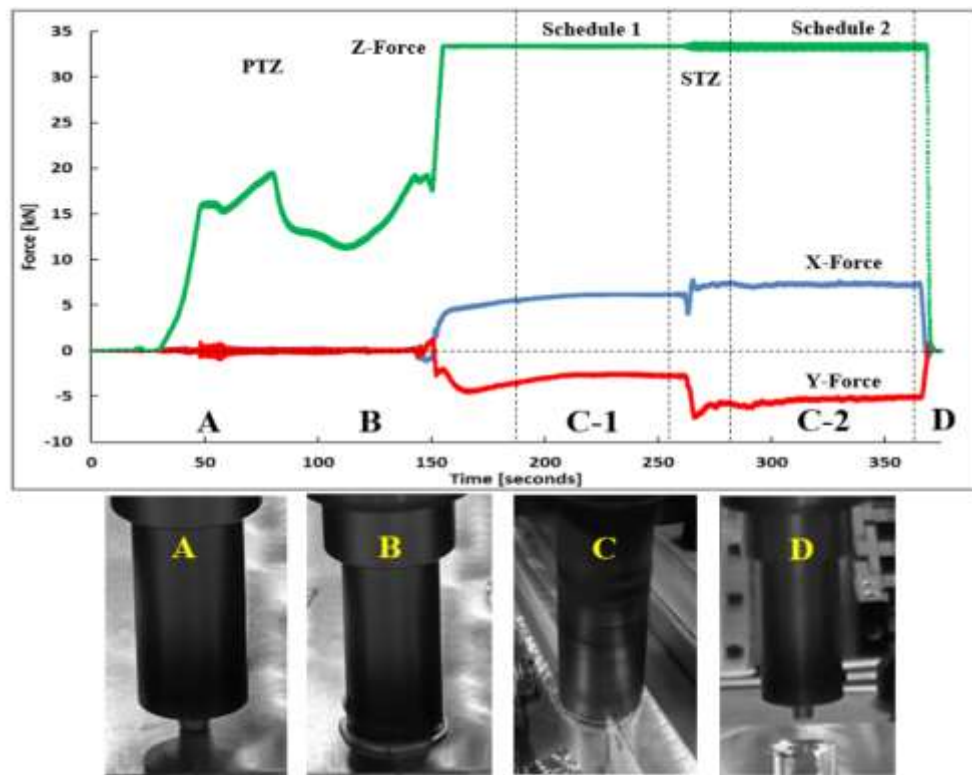 35
30
25
20
15
10
5
0
-5
-10
Force [kN]
PTZ
Z-Force
Schedule 1
STZ
Schedule 2
X-Force
Y-Force
A
B
C-1
C-2
D
0
50
100
150
200
250
300
350
Time [seconds]
A
B
C
D